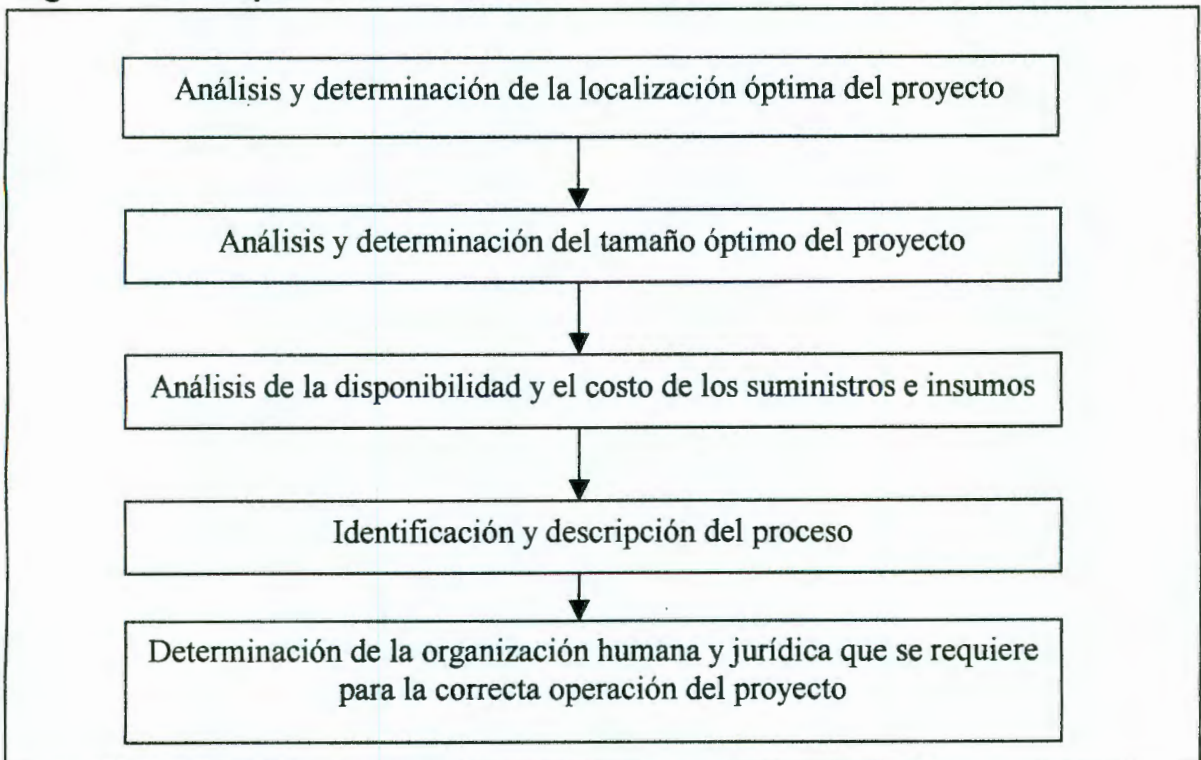 Análisis y determinación de la localización óptima del proyecto
Análisis y determinación del tamaño óptimo del proyecto
Análisis de la disponibilidad y el costo de los suministros e insumos
Identificación y descripción del proceso
Determinación de la organización humana y jurídica que se requiere
para la correcta operación del proyecto